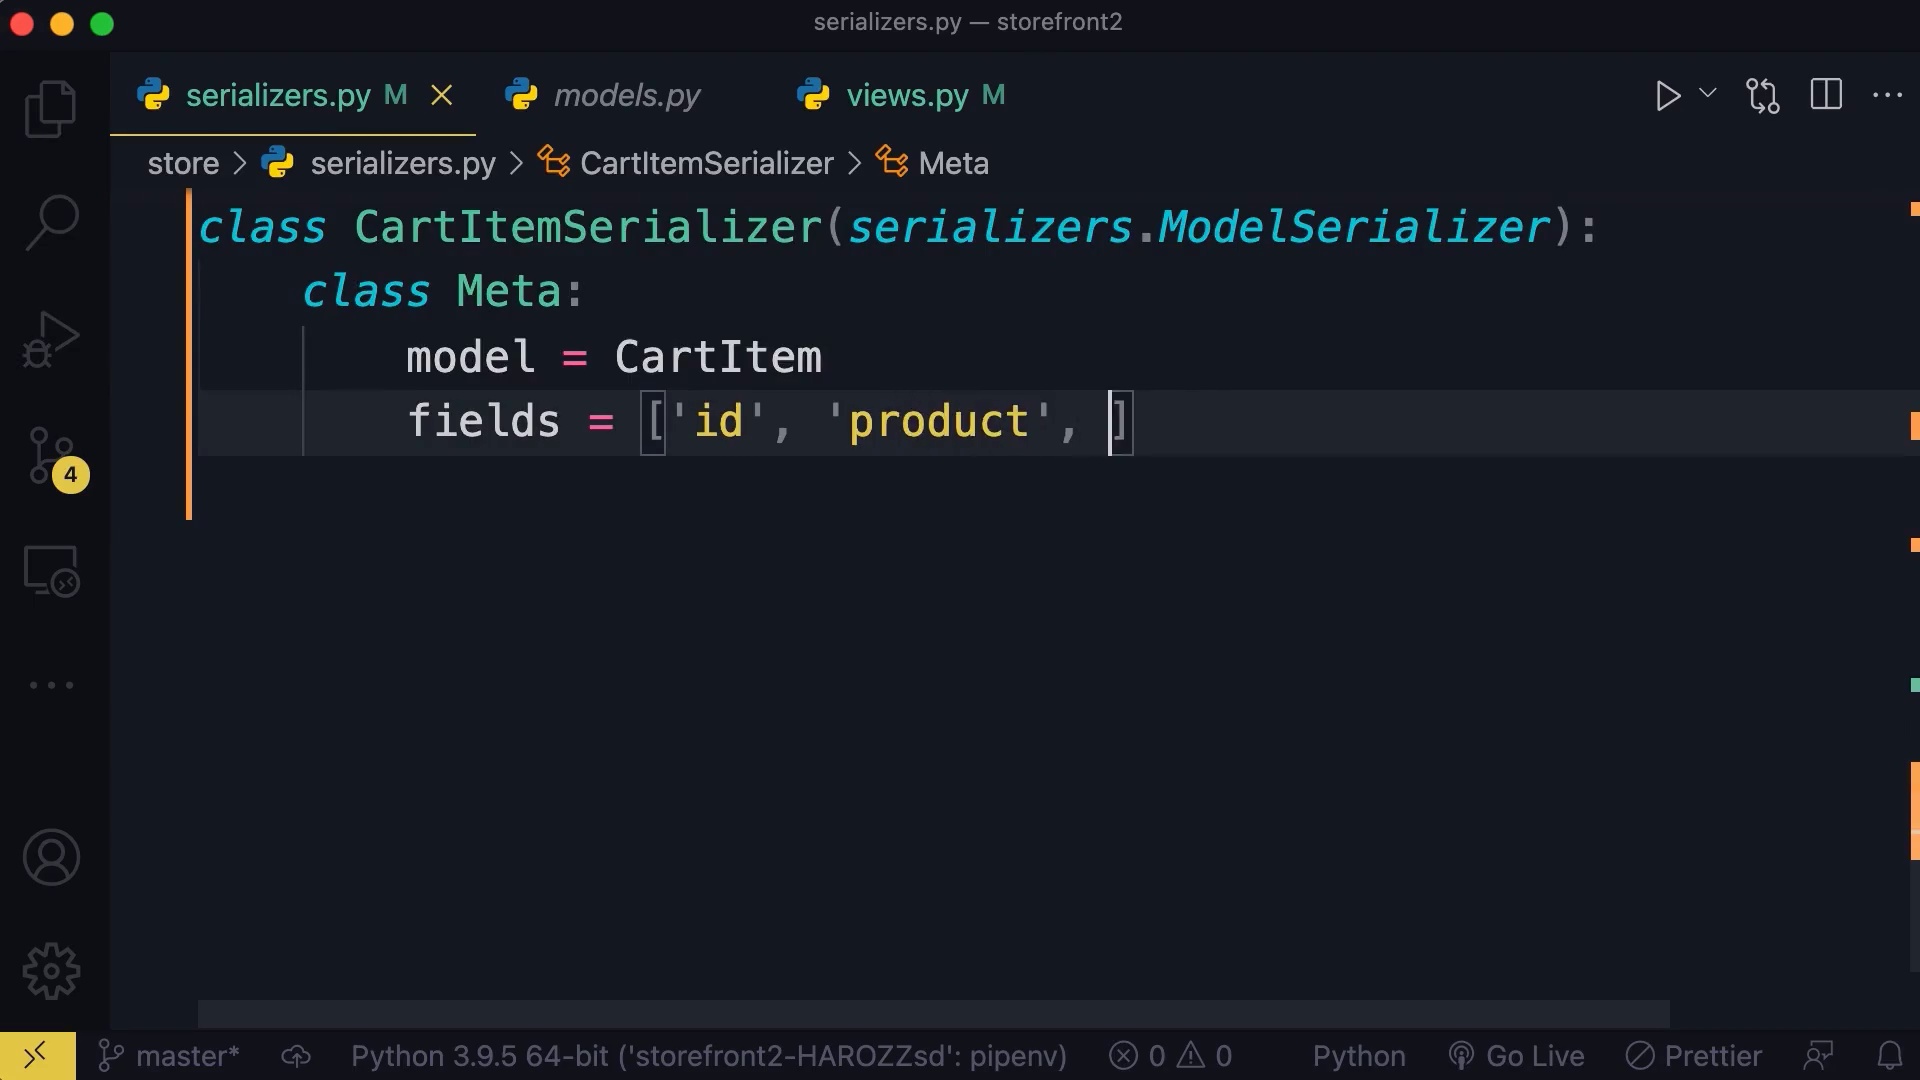 serializers.py — storefront2
serializers.py M models.py views.py M
store > serializers.py > CartItemSerializer > Meta
class CartItemSerializer(serializers.ModelSerializer):
class Meta:
model = CartItem
fields = ['id', 'product', ]
4
master* Python 3.9.5 64-bit ('storefront2-HAROZZsd': pipenv) 0 0 Python Go Live Prettier